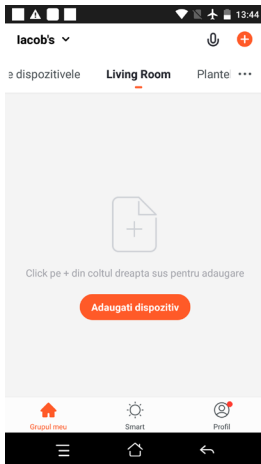 13:44
Iacob's
e dispozitivele Living Room Plante
Click pe + din coltul dreapta sus pentru adaugare
Adaugati dispozitiv
Grupul meu Smart Profil